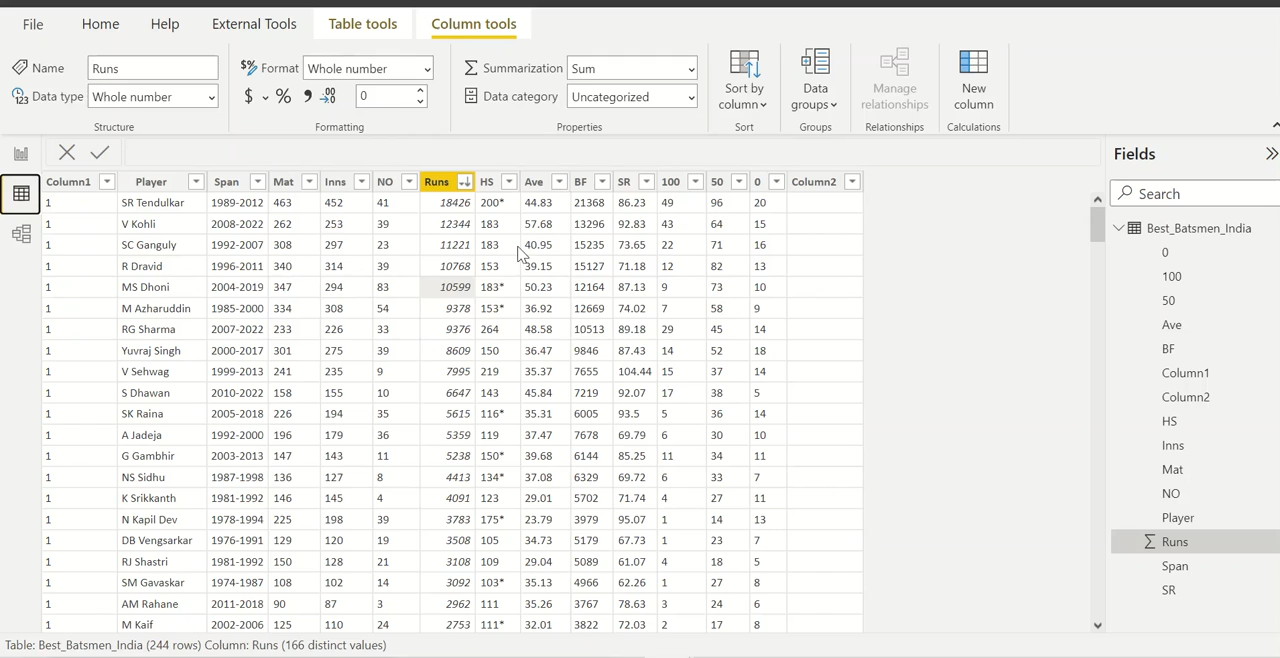 File Home Help External Tools Table tools Column tools
Name Runs $% Format Whole number Σ Summarization Sum Sort by column Data groups Manage relationships New column
Data type Whole number $ % , .00 0 Data category Uncategorized
Structure Formatting Properties Sort Groups Relationships Calculations
Column1 Player Span Mat Inns NO Runs HS Ave BF SR 100 50 0 Column2
1 SR Tendulkar 1989-2012 463 452 41 18426 200* 44.83 21368 86.23 49 96 20
1 V Kohli 2008-2022 262 253 39 12344 183 57.68 13296 92.83 43 64 15
1 SC Ganguly 1992-2007 308 297 23 11221 183 40.95 15235 73.65 22 71 16
1 R Dravid 1996-2011 340 314 39 10768 153 39.15 15127 71.18 12 82 13
1 MS Dhoni 2004-2019 347 294 83 10599 183* 50.23 12164 87.13 9 73 10
1 M Azharuddin 1985-2000 334 308 54 9378 153* 36.92 12669 74.02 7 58 9
1 RG Sharma 2007-2022 233 226 33 9376 264 48.58 10513 89.18 29 45 14
1 Yuvraj Singh 2000-2017 301 275 39 8609 150 36.47 9846 87.43 14 52 18
1 V Sehwag 1999-2013 241 235 9 7995 219 35.37 7655 104.44 15 37 14
1 S Dhawan 2010-2022 158 155 10 6647 143 45.84 7219 92.07 17 38 5
1 SK Raina 2005-2018 226 194 35 5615 116* 35.31 6005 93.5 5 36 14
1 A Jadeja 1992-2000 196 179 36 5359 119 37.47 7678 69.79 6 30 10
1 G Gambhir 2003-2013 147 143 11 5238 150* 39.68 6144 85.25 11 34 11
1 NS Sidhu 1987-1998 136 127 8 4413 134* 37.08 6329 69.72 6 33 7
1 K Srikkanth 1981-1992 146 145 4 4091 123 29.01 5702 71.74 4 27 11
1 N Kapil Dev 1978-1994 225 198 39 3783 175* 23.79 3979 95.07 1 14 13
1 DB Vengsarkar 1976-1991 129 120 19 3508 105 34.73 5179 67.73 1 23 7
1 RJ Shastri 1981-1992 150 128 21 3108 109 29.04 5089 61.07 4 18 5
1 SM Gavaskar 1974-1987 108 102 14 3092 103* 35.13 4966 62.26 1 27 8
1 AM Rahane 2011-2018 90 87 3 2962 111 35.26 3767 78.63 3 24 6
1 M Kaif 2002-2006 125 110 24 2753 111* 32.01 3822 72.03 2 17 8
Fields
Search
Best_Batsmen_India
0
100
50
Ave
BF
Column1
Column2
HS
Inns
Mat
NO
Player
Σ Runs
Span
SR
Table: Best_Batsmen_India (244 rows) Column: Runs (166 distinct values)